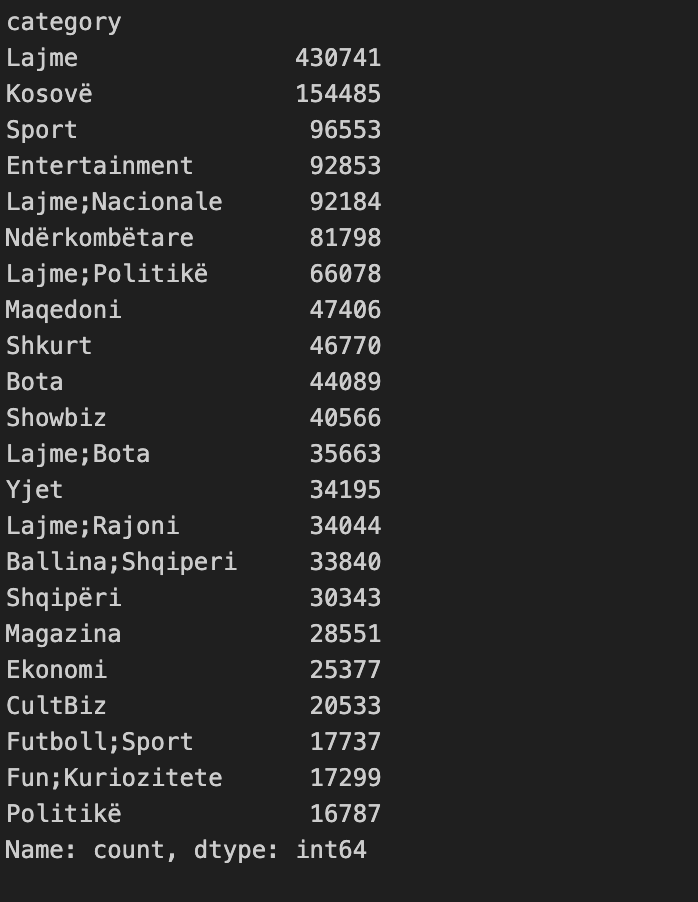 category
Lajme 430741
Kosovë 154485
Sport 96553
Entertainment 92853
Lajme;Nacionale 92184
Ndërkombëtare 81798
Lajme;Politikë 66078
Maqedoni 47406
Shkurt 46770
Bota 44089
Showbiz 40566
Lajme;Bota 35663
Yjet 34195
Lajme;Rajoni 34044
Ballina;Shqiperi 33840
Shqipëri 30343
Magazina 28551
Ekonomi 25377
CultBiz 20533
Futboll;Sport 17737
Fun;Kuriozitete 17299
Politikë 16787
Name: count, dtype: int64